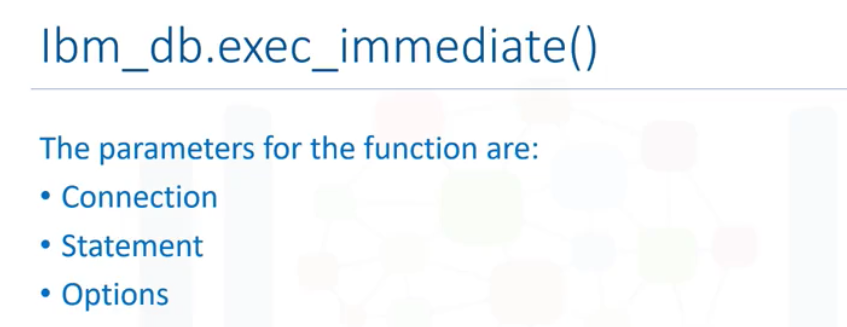 Ibm_db.exec_immediate()
The parameters for the function are:
• Connection
• Statement
• Options